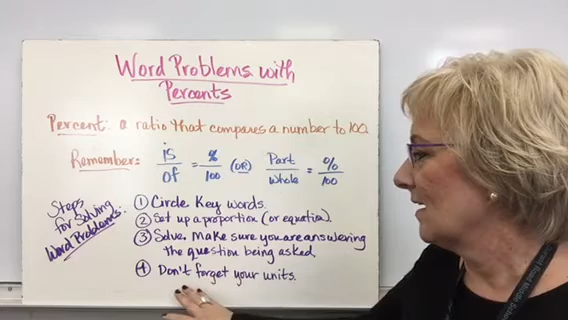 Word Problems with
Percents
Percent: a ratio that compares a number to 100.
Remember: is/of = %/100 (OR) Part/Whole = %/100
Steps
for Solving
Word Problems:
① Circle Key words.
② Set up a proportion (or equation).
③ Solve. Make sure you are answering
the question being asked.
④ Don't forget your units.